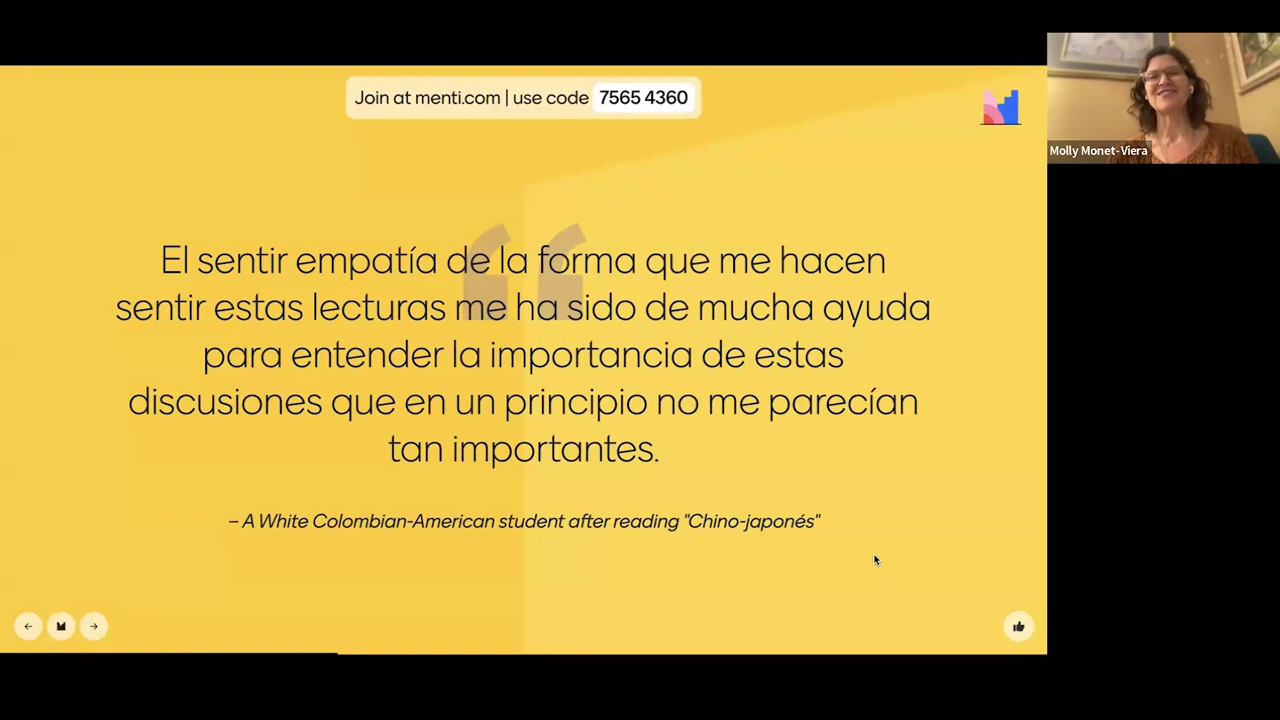 Join at menti.com | use code 7565 4360
Molly Monet-Viera
El sentir empatía de la forma que me hacen
sentir estas lecturas me ha sido de mucha ayuda
para entender la importancia de estas
discusiones que en un principio no me parecían
tan importantes.
– A White Colombian-American student after reading "Chino-japonés"